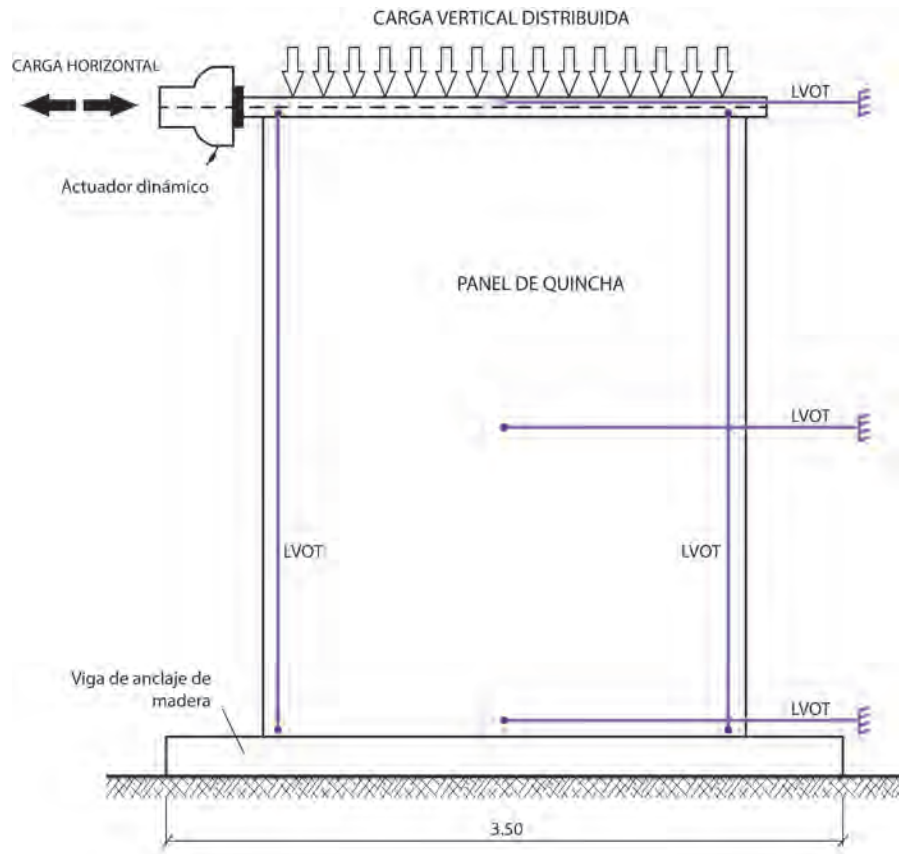 CARGA VERTICAL DISTRIBUIDA
CARGA HORIZONTAL
LVOT
Actuador dinámico
PANEL DE QUINCHA
LVOT
LVOT
LVOT
Viga de anclaje de
madera
LVOT
3.50